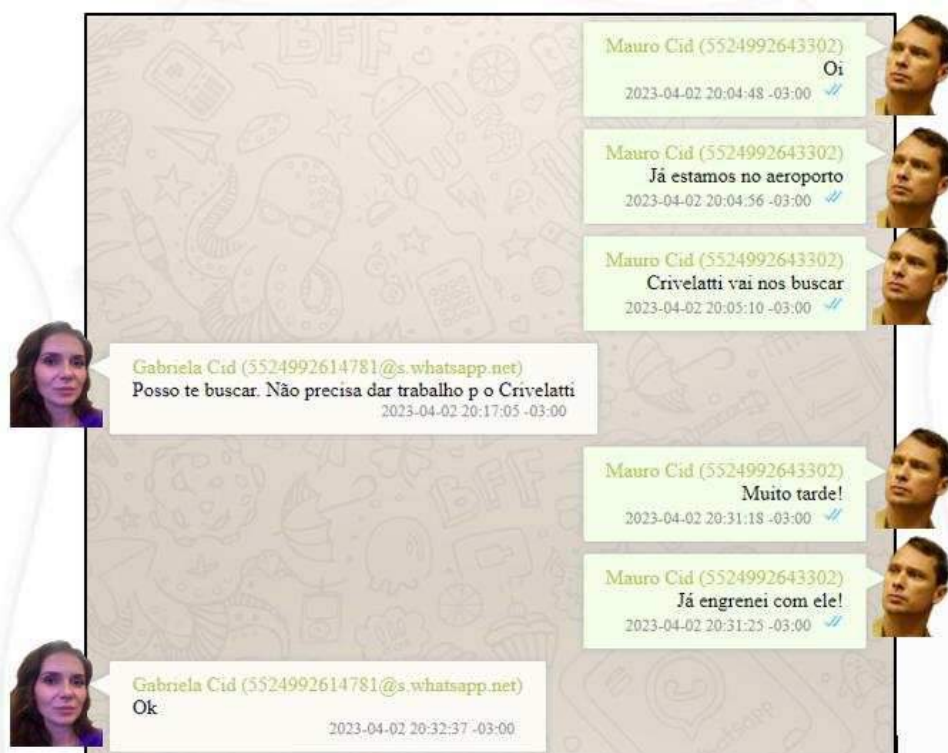 Mauro Cid (5524992643302)
Oi
2023-04-02 20:04:48 -03:00
Mauro Cid (5524992643302)
Já estamos no aeroporto
2023-04-02 20:04:56 -03:00
Mauro Cid (5524992643302)
Crivelatti vai nos buscar
2023-04-02 20:05:10 -03:00
Gabriela Cid (5524992614781@s.whatsapp.net)
Posso te buscar. Não precisa dar trabalho p o Crivelatti
2023-04-02 20:17:05 -03:00
Mauro Cid (5524992643302)
Muito tarde!
2023-04-02 20:31:18 -03:00
Mauro Cid (5524992643302)
Já engrenei com ele!
2023-04-02 20:31:25 -03:00
Gabriela Cid (5524992614781@s.whatsapp.net)
Ok
2023-04-02 20:32:37 -03:00